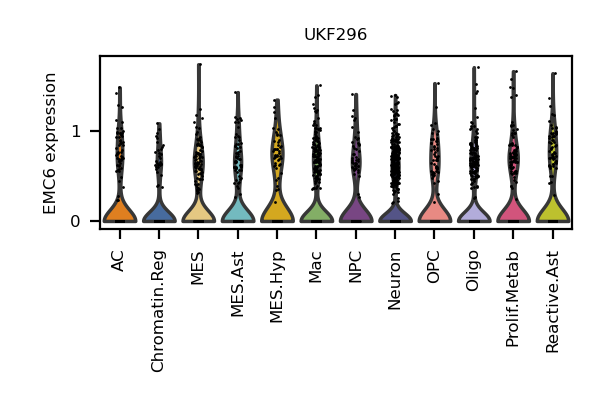 UKF296
EMC6 expression
1
0
AC
Chromatin.Reg
MES
MES.Ast
MES.Hyp
Mac
NPC
Neuron
OPC
Oligo
Prolif.Metab
Reactive.Ast